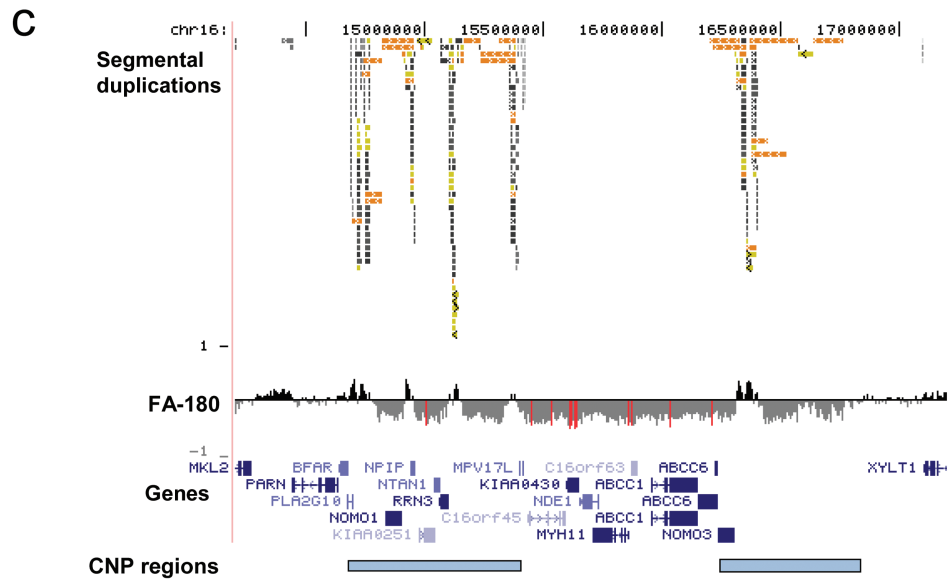 C
chr16: 15000000 15500000 16000000 16500000 17000000
Segmental
duplications
1
FA-180
-1
MKL2 BFAR NPIP MPV17L C16orf63 ABCC6 XYLT1
PARN NTAN1 KIAA0430 ABCC1
Genes
PLA2G10 RRN3 NDE1 ABCC6
NOMO1 C16orf45 ABCC1
KIAA0251 MYH11 NOMO3
CNP regions